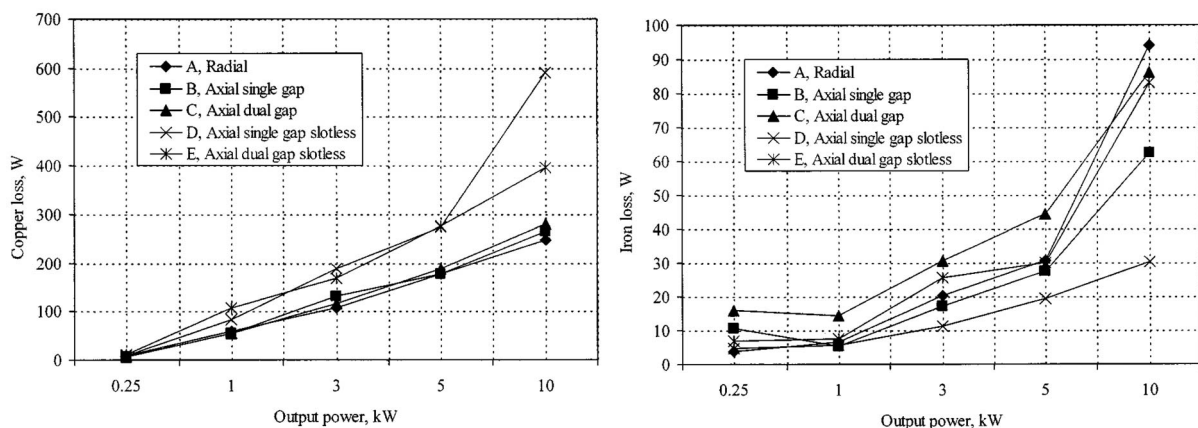 700
600
500
400
300
200
100
0
Copper loss, W
A, Radial
B, Axial single gap
C, Axial dual gap
D, Axial single gap slotless
E, Axial dual gap slotless
0.25 1 3 5 10
Output power, kW
100
90
80
70
60
50
40
30
20
10
0
Iron loss, W
A, Radial
B, Axial single gap
C, Axial dual gap
D, Axial single gap slotless
E, Axial dual gap slotless
0.25 1 3 5 10
Output power, kW